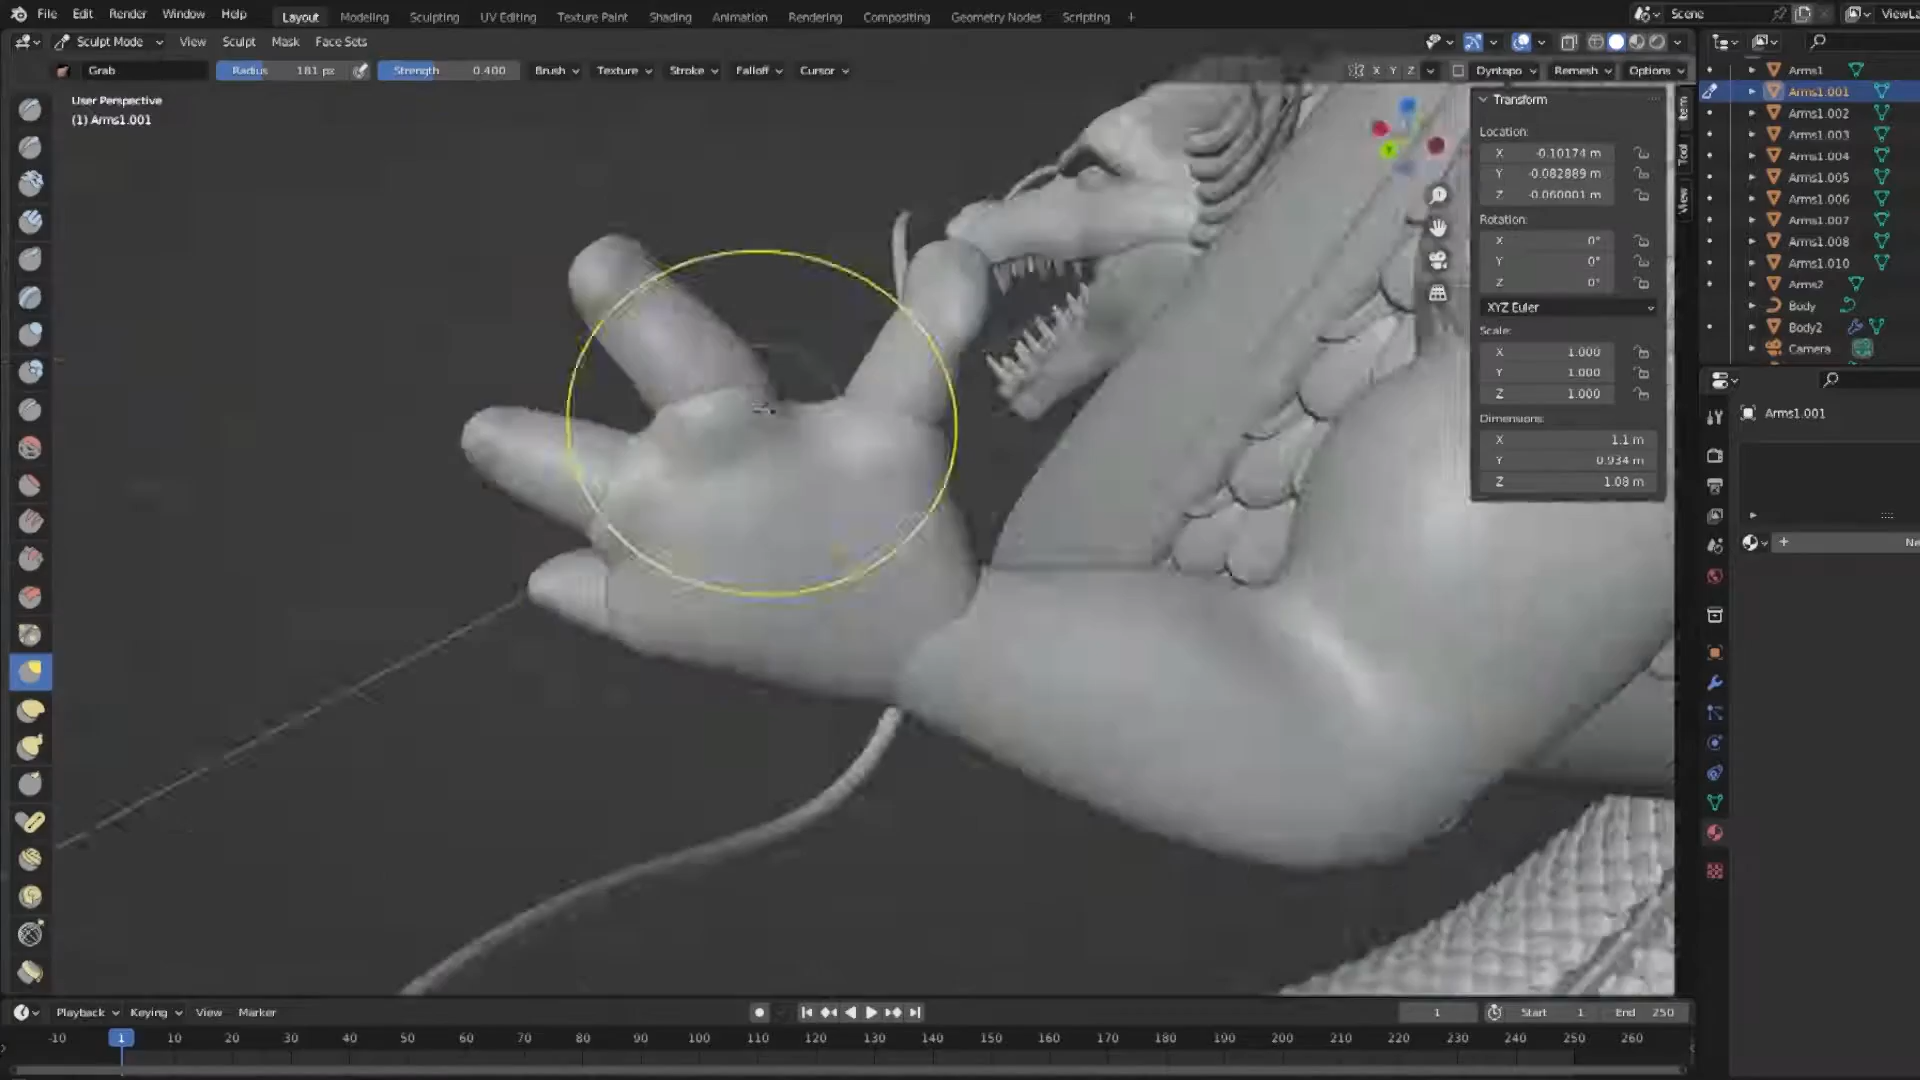 File Edit Render Window Help Layout Modeling Sculpting UV Editing Texture Paint Shading Animation Rendering Compositing Geometry Nodes Scripting + Scene
Sculpt Mode View Sculpt Mask Face Sets
Grab Radius 181 px Strength 0.400 Brush Texture Stroke Falloff Cursor X Y Z Dyntopo Remesh Options
User Perspective
(1) Arms1.001
Transform
Location:
X -0.10174 m
Y -0.082889 m
Z -0.060001 m
Rotation:
X 0°
Y 0°
Z 0°
XYZ Euler
Scale:
X 1.000
Y 1.000
Z 1.000
Dimensions:
X 1.1 m
Y 0.934 m
Z 1.08 m
Item
Tool
View
Arms1
Arms1.001
Arms1.002
Arms1.003
Arms1.004
Arms1.005
Arms1.006
Arms1.007
Arms1.008
Arms1.010
Arms2
Body
Body2
Camera
Arms1.001
+ Ne
Playback Keying View Marker 1 Start 1 End 250
-10 1 10 20 30 40 50 60 70 80 90 100 110 120 130 140 150 160 170 180 190 200 210 220 230 240 250 260